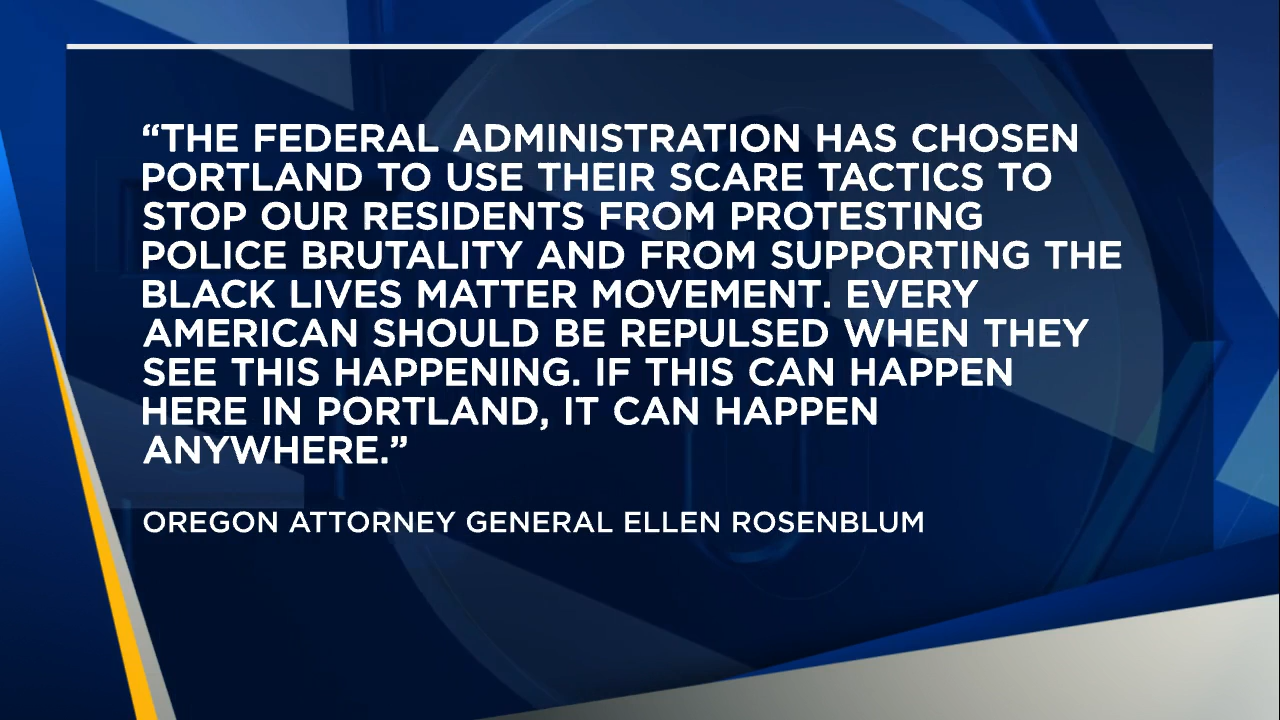 “THE FEDERAL ADMINISTRATION HAS CHOSEN
PORTLAND TO USE THEIR SCARE TACTICS TO
STOP OUR RESIDENTS FROM PROTESTING
POLICE BRUTALITY AND FROM SUPPORTING THE
BLACK LIVES MATTER MOVEMENT. EVERY
AMERICAN SHOULD BE REPULSED WHEN THEY
SEE THIS HAPPENING. IF THIS CAN HAPPEN
HERE IN PORTLAND, IT CAN HAPPEN
ANYWHERE.”
OREGON ATTORNEY GENERAL ELLEN ROSENBLUM